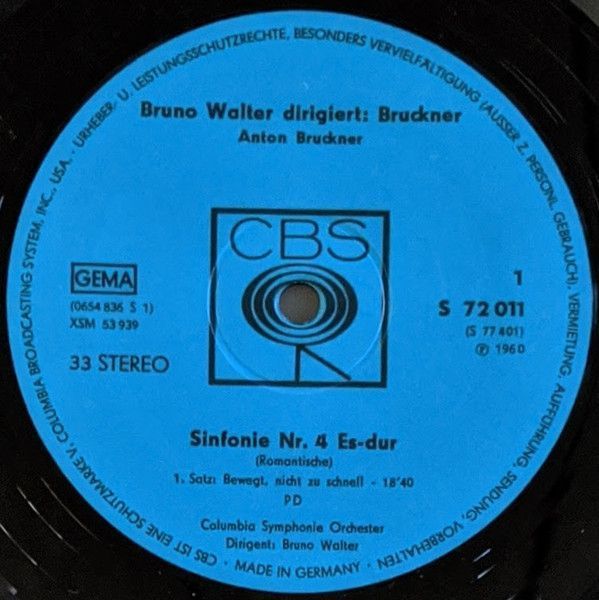 URHEBER- U. LEISTUNGSSCHUTZRECHTE, BESONDERS VERVIELFÄLTIGUNG (AUSSER Z. PERSÖNL. GEBRAUCH), VERMIETUNG, AUFFÜHRUNG, SENDUNG, VORBEHALTEN
Bruno Walter dirigiert: Bruckner
Anton Bruckner
CBS
GEMA
(0654 836 S 1)
XSM 53 939
33 STEREO
1
S 72 011
(S 77 401)
℗ 1960
Sinfonie Nr. 4 Es-dur
(Romantische)
1. Satz: Bewegt, nicht zu schnell - 18'40
PD
Columbia Symphonie Orchester
Dirigent: Bruno Walter
· MADE IN GERMANY ·
CBS IST EINE SCHUTZMARKE V. COLUMBIA BROADCASTING SYSTEM, INC., USA. ·